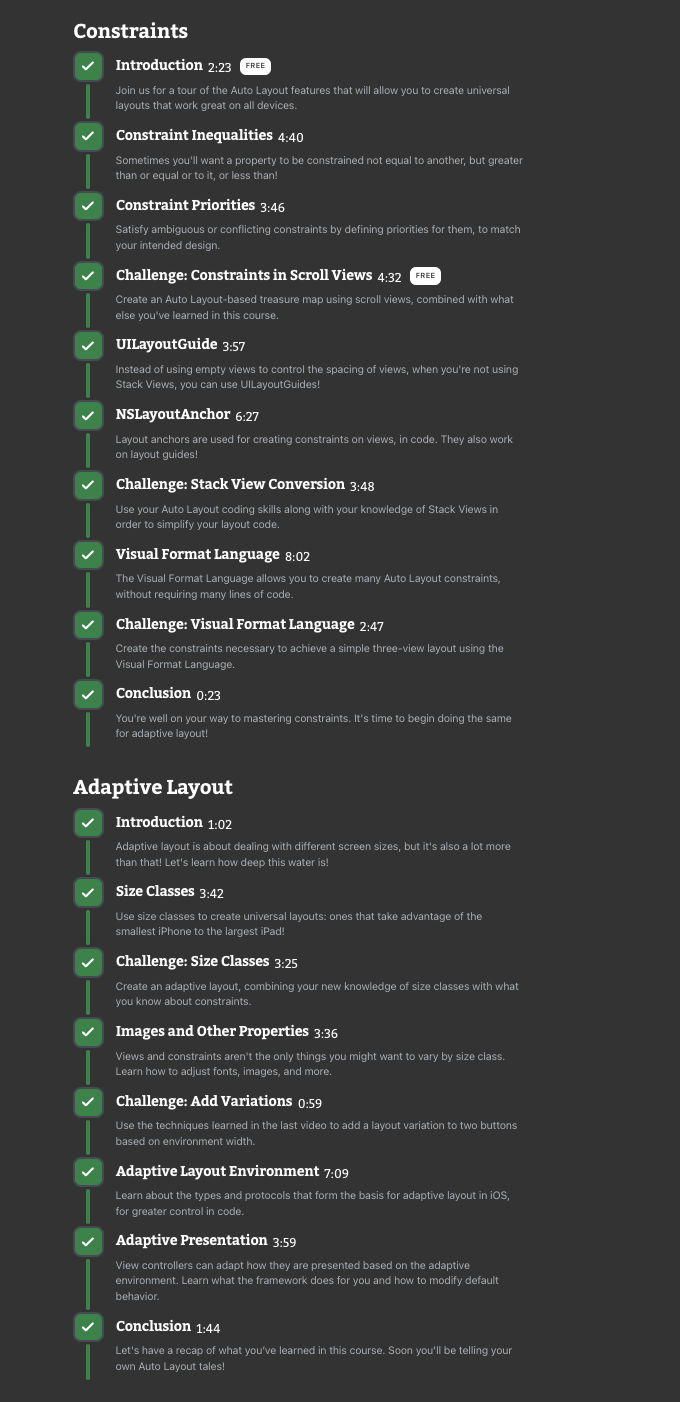 Constraints
Introduction 2:23 FREE
Join us for a tour of the Auto Layout features that will allow you to create universal
layouts that work great on all devices.
Constraint Inequalities 4:40
Sometimes you'll want a property to be constrained not equal to another, but greater
than or equal or to it, or less than!
Constraint Priorities 3:46
Satisfy ambiguous or conflicting constraints by defining priorities for them, to match
your intended design.
Challenge: Constraints in Scroll Views 4:32 FREE
Create an Auto Layout-based treasure map using scroll views, combined with what
else you've learned in this course.
UILayoutGuide 3:57
Instead of using empty views to control the spacing of views, when you're not using
Stack Views, you can use UILayoutGuides!
NSLayoutAnchor 6:27
Layout anchors are used for creating constraints on views, in code. They also work
on layout guides!
Challenge: Stack View Conversion 3:48
Use your Auto Layout coding skills along with your knowledge of Stack Views in
order to simplify your layout code.
Visual Format Language 8:02
The Visual Format Language allows you to create many Auto Layout constraints,
without requiring many lines of code.
Challenge: Visual Format Language 2:47
Create the constraints necessary to achieve a simple three-view layout using the
Visual Format Language.
Conclusion 0:23
You're well on your way to mastering constraints. It's time to begin doing the same
for adaptive layout!
Adaptive Layout
Introduction 1:02
Adaptive layout is about dealing with different screen sizes, but it's also a lot more
than that! Let's learn how deep this water is!
Size Classes 3:42
Use size classes to create universal layouts: ones that take advantage of the
smallest iPhone to the largest iPad!
Challenge: Size Classes 3:25
Create an adaptive layout, combining your new knowledge of size classes with what
you know about constraints.
Images and Other Properties 3:36
Views and constraints aren't the only things you might want to vary by size class.
Learn how to adjust fonts, images, and more.
Challenge: Add Variations 0:59
Use the techniques learned in the last video to add a layout variation to two buttons
based on environment width.
Adaptive Layout Environment 7:09
Learn about the types and protocols that form the basis for adaptive layout in iOS,
for greater control in code.
Adaptive Presentation 3:59
View controllers can adapt how they are presented based on the adaptive
environment. Learn what the framework does for you and how to modify default
behavior.
Conclusion 1:44
Let's have a recap of what you've learned in this course. Soon you'll be telling your
own Auto Layout tales!